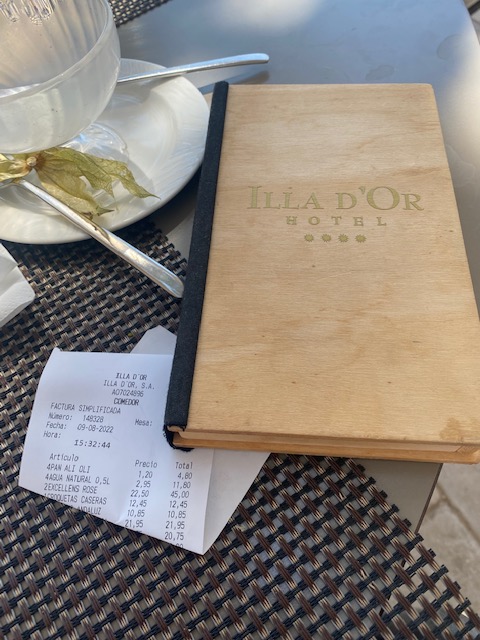 ILLA D'OR
HOTEL
ILLA D'OR
ILLA D'OR, S.A.
A07024896
COMEDOR
FACTURA SIMPLIFICADA
Número: 148328
Fecha: 09-08-2022 Mesa:
Hora: 15:32:44
Artículo Precio Total
4PAN ALI OLI 1,20 4,80
4AGUA NATURAL 0,5L 2,95 11,80
2EXCELLENS ROSE 22,50 45,00
CROQUETAS CASERAS 12,45 12,45
ANDALUZ 10,85 10,85
21,95 21,95
20,75